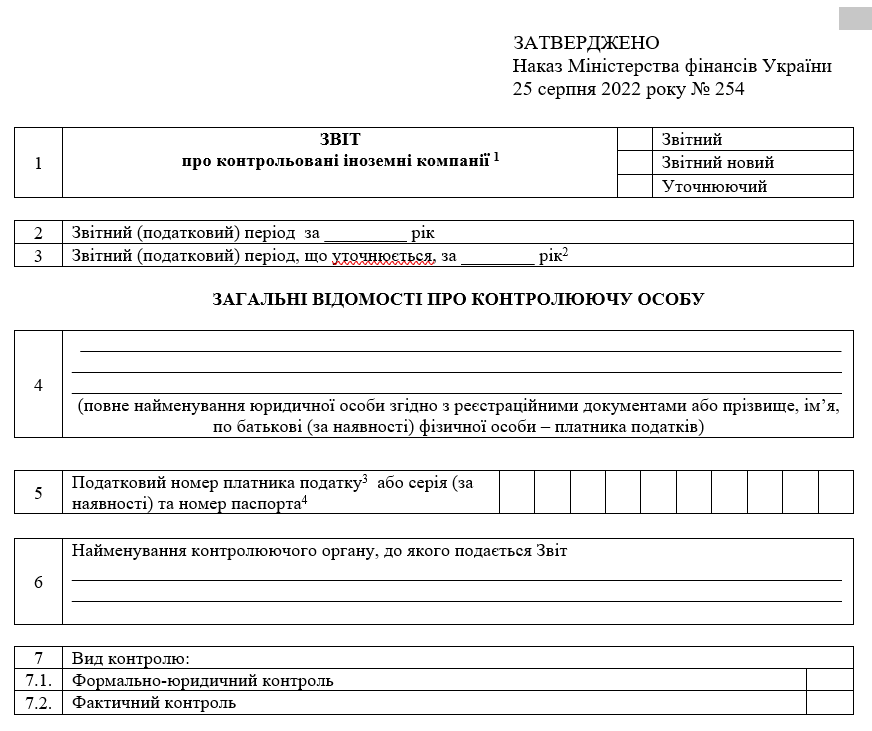 ЗАТВЕРДЖЕНО
Наказ Міністерства фінансів України
25 серпня 2022 року № 254
1
ЗВІТ
про контрольовані іноземні компанії ¹
Звітний
Звітний новий
Уточнюючий
2 Звітний (податковий) період за _________ рік
3 Звітний (податковий) період, що уточнюється, за ________ рік²
ЗАГАЛЬНІ ВІДОМОСТІ ПРО КОНТРОЛЮЮЧУ ОСОБУ
4
(повне найменування юридичної особи згідно з реєстраційними документами або прізвище, ім’я,
по батькові (за наявності) фізичної особи – платника податків)
5
Податковий номер платника податку³ або серія (за
наявності) та номер паспорта⁴
6
Найменування контролюючого органу, до якого подається Звіт
7 Вид контролю:
7.1. Формально-юридичний контроль
7.2. Фактичний контроль